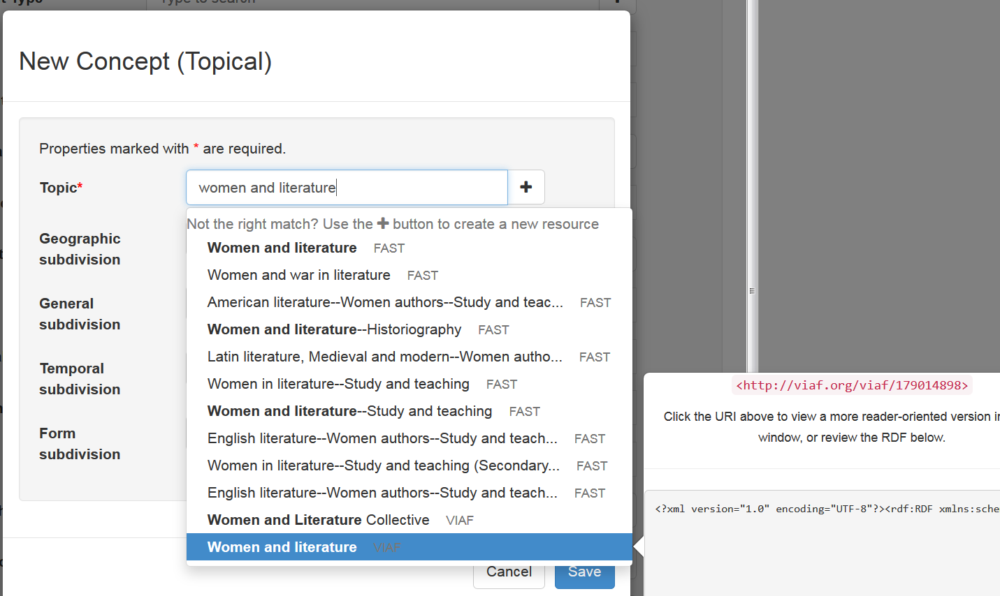 New Concept (Topical)
Properties marked with * are required.
Topic*
women and literature
Not the right match? Use the + button to create a new resource
Women and literature FAST
Women and war in literature FAST
American literature--Women authors--Study and teac... FAST
Women and literature--Historiography FAST
Latin literature, Medieval and modern--Women autho... FAST
Women in literature--Study and teaching FAST
Women and literature--Study and teaching FAST
English literature--Women authors--Study and teach... FAST
Women in literature--Study and teaching (Secondary... FAST
English literature--Women authors--Study and teach... FAST
Women and Literature Collective VIAF
Women and literature VIAF
Geographic
subdivision
General
subdivision
Temporal
subdivision
Form
subdivision
Cancel
Save
<http://viaf.org/viaf/179014898>
Click the URI above to view a more reader-oriented version in
window, or review the RDF below.
<?xml version="1.0" encoding="UTF-8"?><rdf:RDF xmlns:sche